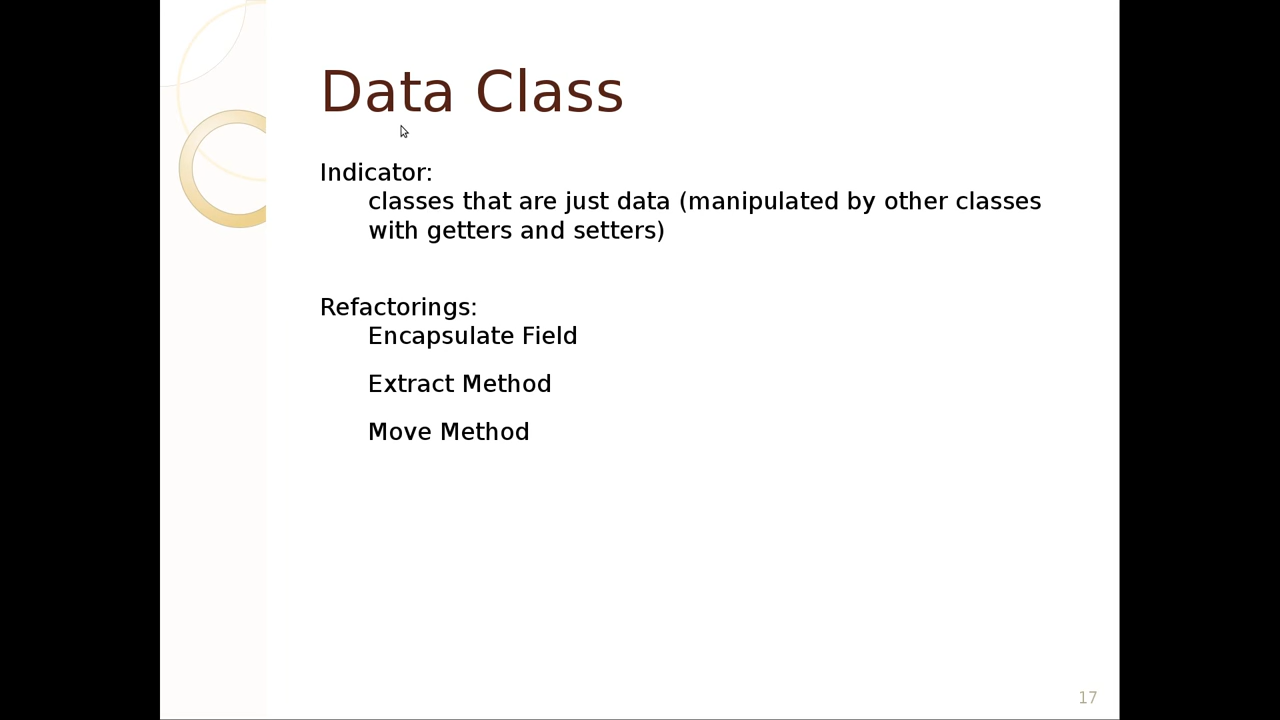 Data Class
Indicator:
classes that are just data (manipulated by other classes
with getters and setters)
Refactorings:
Encapsulate Field
Extract Method
Move Method
17